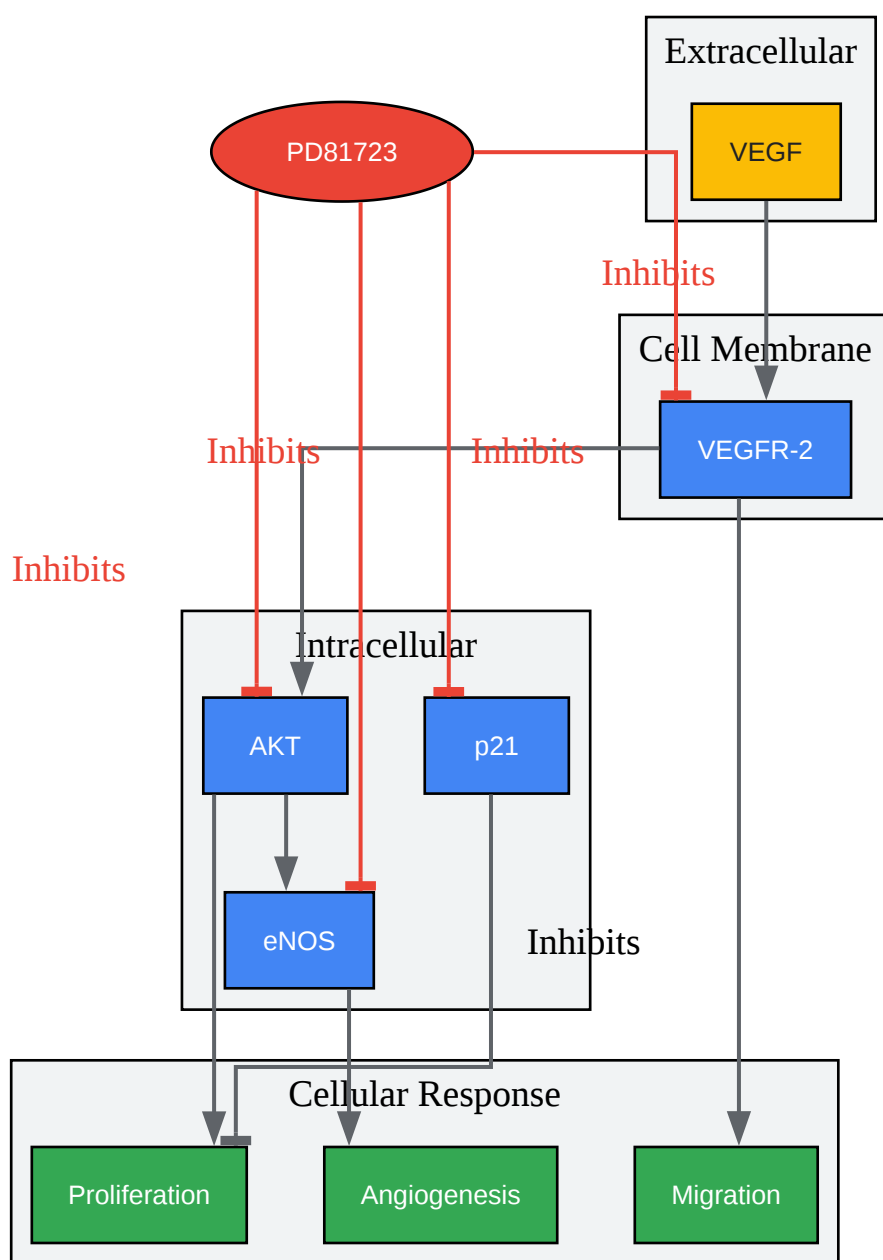 Extracellular
PD81723
VEGF
Inhibits
Cell Membrane
Inhibits
Inhibits
VEGFR-2
Inhibits
Intracellular
AKT
p21
eNOS
Inhibits
Cellular Response
Proliferation
Angiogenesis
Migration